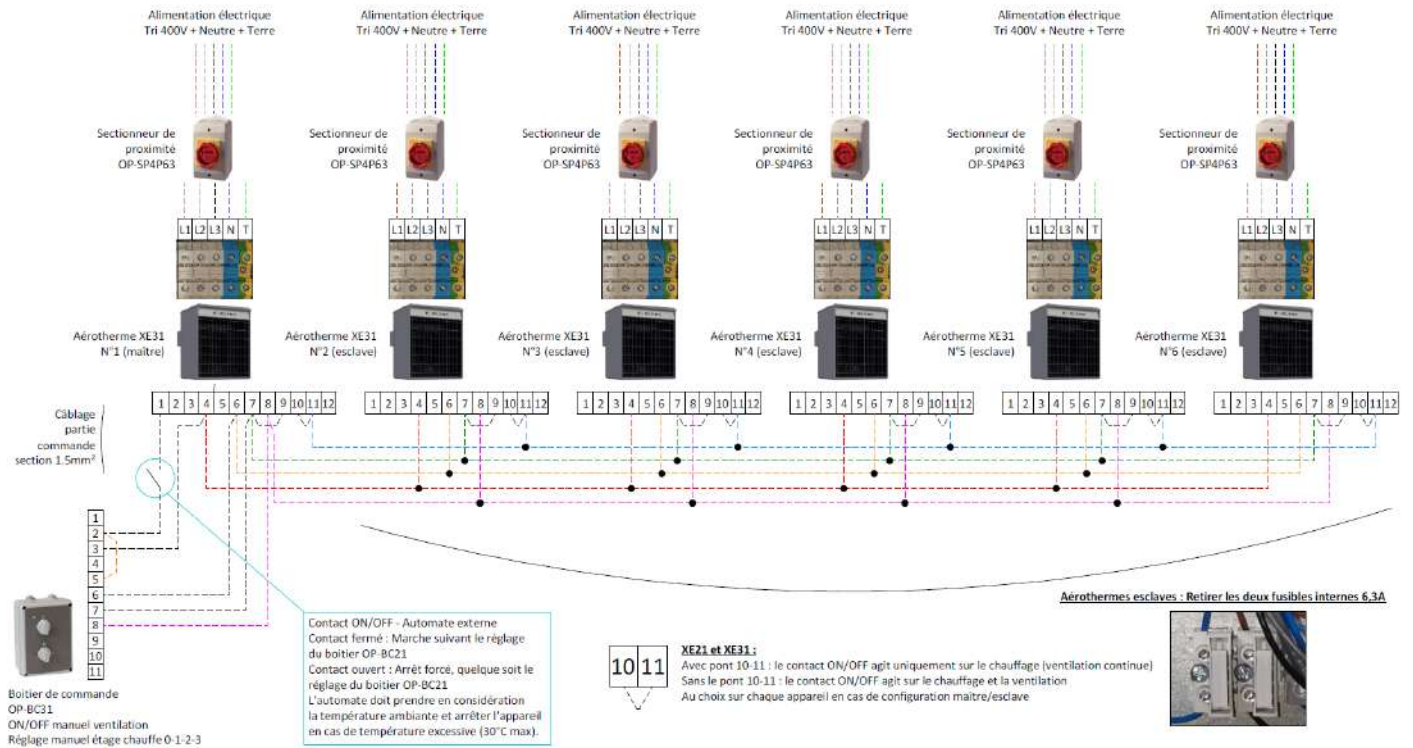 Alimentation électrique
Tri 400V + Neutre + Terre
Alimentation électrique
Tri 400V + Neutre + Terre
Alimentation électrique
Tri 400V + Neutre + Terre
Alimentation électrique
Tri 400V + Neutre + Terre
Alimentation électrique
Tri 400V + Neutre + Terre
Alimentation électrique
Tri 400V + Neutre + Terre
Sectionneur de
proximité
OP-SP4P63
Sectionneur de
proximité
OP-SP4P63
Sectionneur de
proximité
OP-SP4P63
Sectionneur de
proximité
OP-SP4P63
Sectionneur de
proximité
OP-SP4P63
Sectionneur de
proximité
OP-SP4P63
L1 L2 L3 N T
L1 L2 L3 N T
L1 L2 L3 N T
L1 L2 L3 N T
L1 L2 L3 N T
L1 L2 L3 N T
Aérotherme XE31
N°1 (maître)
Aérotherme XE31
N°2 (esclave)
Aérotherme XE31
N°3 (esclave)
Aérotherme XE31
N°4 (esclave)
Aérotherme XE31
N°5 (esclave)
Aérotherme XE31
N°6 (esclave)
1 2 3 4 5 6 7 8 9 10 11 12
1 2 3 4 5 6 7 8 9 10 11 12
1 2 3 4 5 6 7 8 9 10 11 12
1 2 3 4 5 6 7 8 9 10 11 12
1 2 3 4 5 6 7 8 9 10 11 12
1 2 3 4 5 6 7 8 9 10 11 12
Câblage
partie
commande
section 1.5mm²
1
2
3
4
5
6
7
8
9
10
11
Boitier de commande
OP-BC31
ON/OFF manuel ventilation
Réglage manuel étage chauffe 0-1-2-3
Contact ON/OFF - Automate externe
Contact fermé : Marche suivant le réglage
du boitier OP-BC21
Contact ouvert : Arrêt forcé, quelque soit le
réglage du boitier OP-BC21
L'automate doit prendre en considération
la température ambiante et arrêter l'appareil
en cas de température excessive (30°C max).
10 11
XE21 et XE31 :
Avec pont 10-11 : le contact ON/OFF agit uniquement sur le chauffage (ventilation continue)
Sans le pont 10-11 : le contact ON/OFF agit sur le chauffage et la ventilation
Au choix sur chaque appareil en cas de configuration maître/esclave
Aérothermes esclaves : Retirer les deux fusibles internes 6,3A